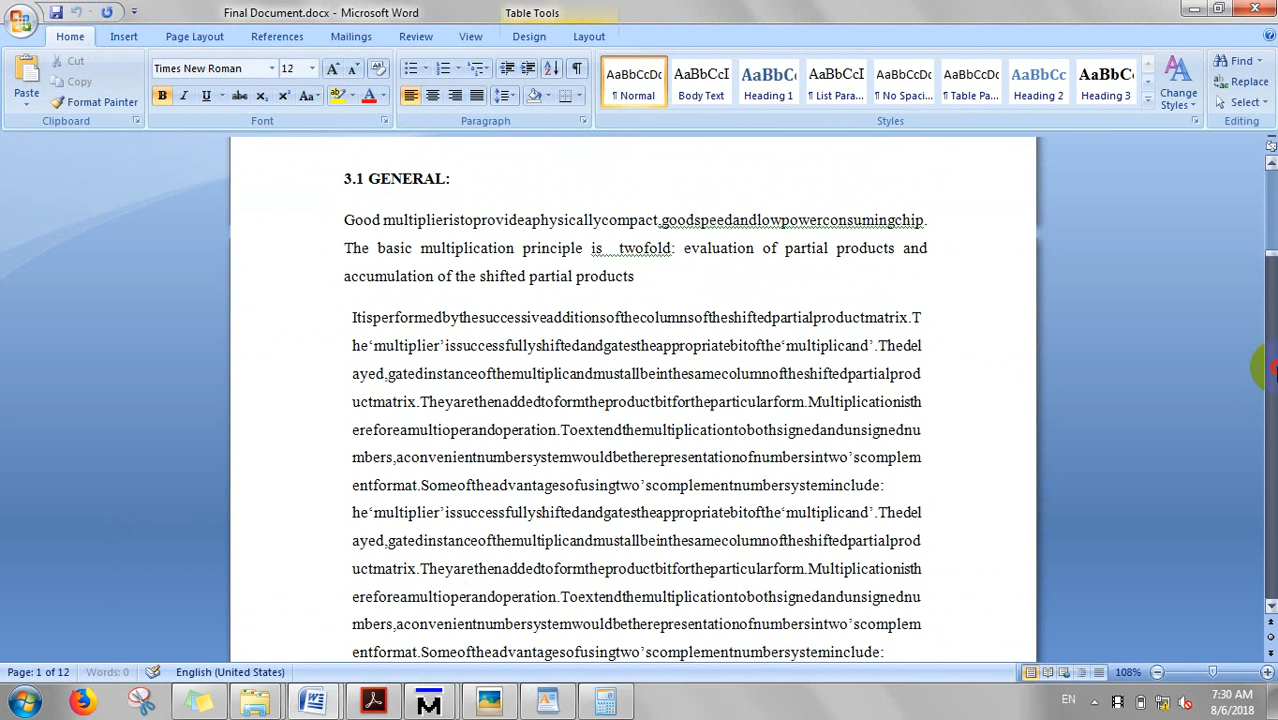 Final Document.docx - Microsoft Word
Table Tools
Home Insert Page Layout References Mailings Review View Design Layout
Paste
Cut
Copy
Format Painter
Times New Roman 12
AaBbCcDc AaBbCcI AaBbC AaBbCcI AaBbCcDc AaBbCcDc AaBbCcI AaBbCc
¶ Normal Body Text Heading 1 ¶ List Para... ¶ No Spaci... ¶ Table Pa... Heading 2 Heading 3
Change
Styles
Find
Replace
Select
Clipboard Font Paragraph Styles Editing
3.1 GENERAL:
Good multiplieristoprovideaphysicallycompact,goodspeedandlowpowerconsumingchip.
The basic multiplication principle is twofold: evaluation of partial products and
accumulation of the shifted partial products
Itisperformedbythesuccessiveadditionsofthecolumnsoftheshiftedpartialproductmatrix.T
he‘multiplier’issuccessfullyshiftedandgatestheappropriatebitofthe‘multiplicand’.Thedel
ayed,gatedinstanceofthemultiplicandmustallbeinthesamecolumnoftheshiftedpartialprod
uctmatrix.Theyarethenaddedtoformtheproductbitfortheparticularform.Multiplicationisth
ereforeamultioperandoperation.Toextendthemultiplicationtobothsignedandunsignednu
mbers,aconvenientnumbersystemwouldbetherepresentationofnumbersintwo’scomplem
entformat.Someoftheadvantagesofusingtwo’scomplementnumbersysteminclude:
he‘multiplier’issuccessfullyshiftedandgatestheappropriatebitofthe‘multiplicand’.Thedel
ayed,gatedinstanceofthemultiplicandmustallbeinthesamecolumnoftheshiftedpartialprod
uctmatrix.Theyarethenaddedtoformtheproductbitfortheparticularform.Multiplicationisth
ereforeamultioperandoperation.Toextendthemultiplicationtobothsignedandunsignednu
mbers,aconvenientnumbersystemwouldbetherepresentationofnumbersintwo’scomplem
entformat.Someoftheadvantagesofusingtwo’scomplementnumbersysteminclude:
Page: 1 of 12 Words: 0 English (United States) 108%
EN
7:30 AM
8/6/2018